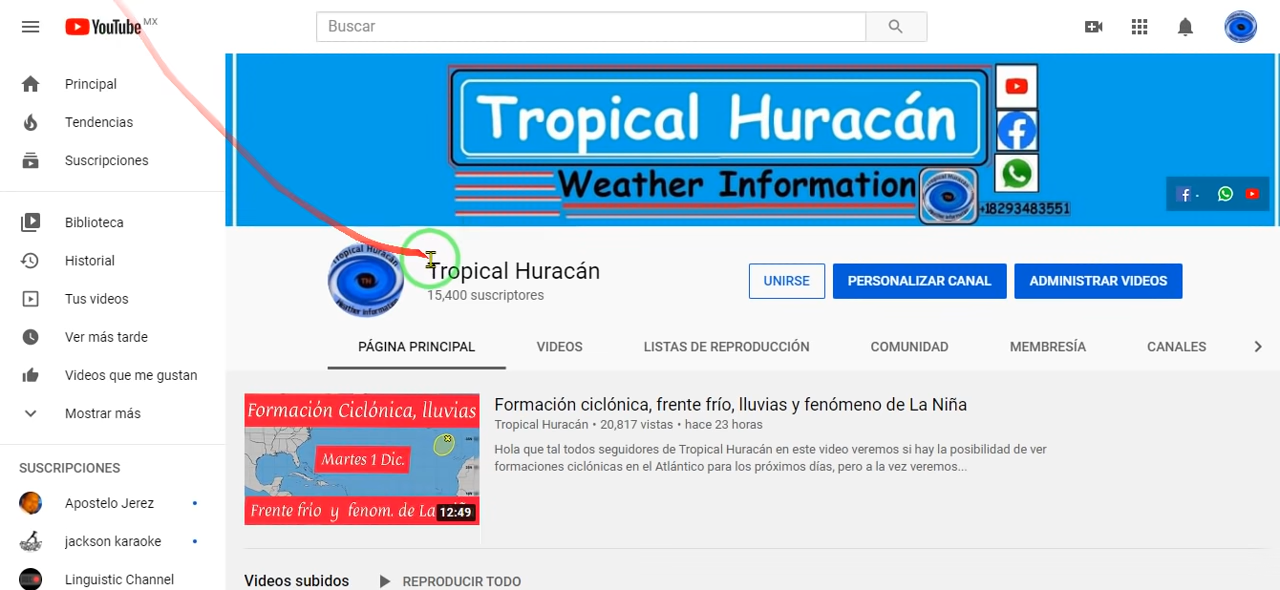 YouTube MX
Buscar
Principal
Tendencias
Suscripciones
Biblioteca
Historial
Tus videos
Ver más tarde
Videos que me gustan
Mostrar más
SUSCRIPCIONES
Apostelo Jerez
jackson karaoke
Linguistic Channel
Tropical Huracán
Weather Information
+18293483551
Tropical Huracán
TH
Weather information
Tropical Huracán
15,400 suscriptores
UNIRSE
PERSONALIZAR CANAL
ADMINISTRAR VIDEOS
PÁGINA PRINCIPAL
VIDEOS
LISTAS DE REPRODUCCIÓN
COMUNIDAD
MEMBRESÍA
CANALES
Formación Ciclónica, lluvias
Martes 1 Dic.
Frente frío y fenom. de La
12:49
Formación ciclónica, frente frío, lluvias y fenómeno de La Niña
Tropical Huracán • 20,817 vistas • hace 23 horas
Hola que tal todos seguidores de Tropical Huracán en este video veremos si hay la posibilidad de ver
formaciones ciclónicas en el Atlántico para los próximos días, pero a la vez veremos...
Videos subidos
REPRODUCIR TODO